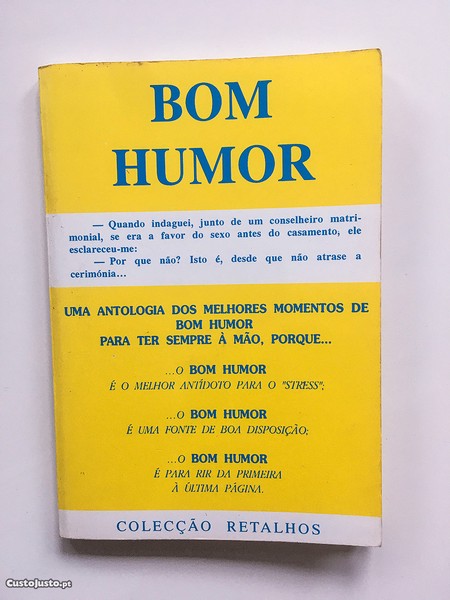 BOM
HUMOR
— Quando indaguei, junto de um conselheiro matri-
monial, se era a favor do sexo antes do casamento, ele
esclareceu-me:
— Por que não? Isto é, desde que não atrase a
cerimónia...
UMA ANTOLOGIA DOS MELHORES MOMENTOS DE
BOM HUMOR
PARA TER SEMPRE À MÃO, PORQUE...
...O BOM HUMOR
É O MELHOR ANTÍDOTO PARA O "STRESS";
...O BOM HUMOR
É UMA FONTE DE BOA DISPOSIÇÃO;
...O BOM HUMOR
É PARA RIR DA PRIMEIRA
À ÚLTIMA PÁGINA.
COLECÇÃO RETALHOS
CustoJusto.pt